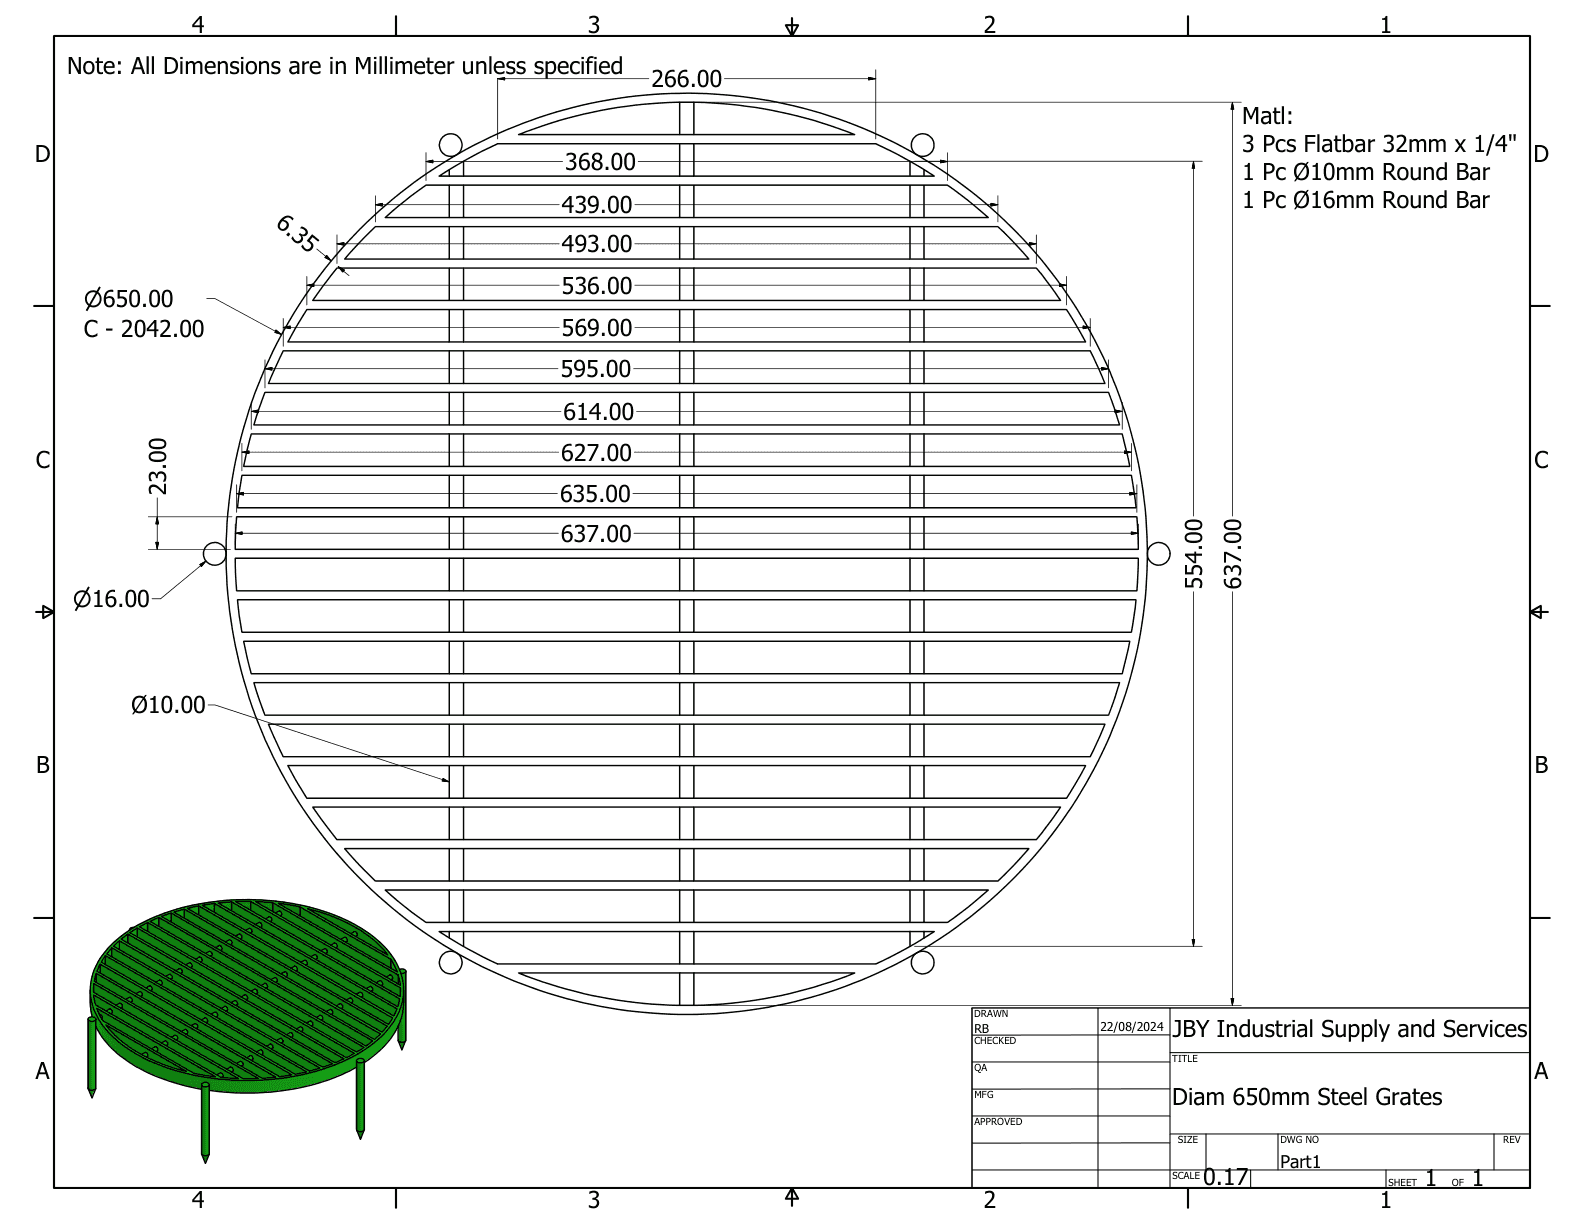 4 3 2 1
Note: All Dimensions are in Millimeter unless specified
266.00
Matl:
3 Pcs Flatbar 32mm x 1/4"
1 Pc Ø10mm Round Bar
1 Pc Ø16mm Round Bar
D D
368.00
439.00
6.35
493.00
536.00
Ø650.00
C - 2042.00
569.00
595.00
614.00
C C
23.00
627.00
635.00
637.00
554.00
637.00
Ø16.00
Ø10.00
B B
A A
DRAWN
RB
22/08/2024
JBY Industrial Supply and Services
CHECKED
TITLE
QA
MFG
Diam 650mm Steel Grates
APPROVED
SIZE
DWG NO
REV
Part1
SCALE 0.17
SHEET 1 OF 1
4 3 2 1